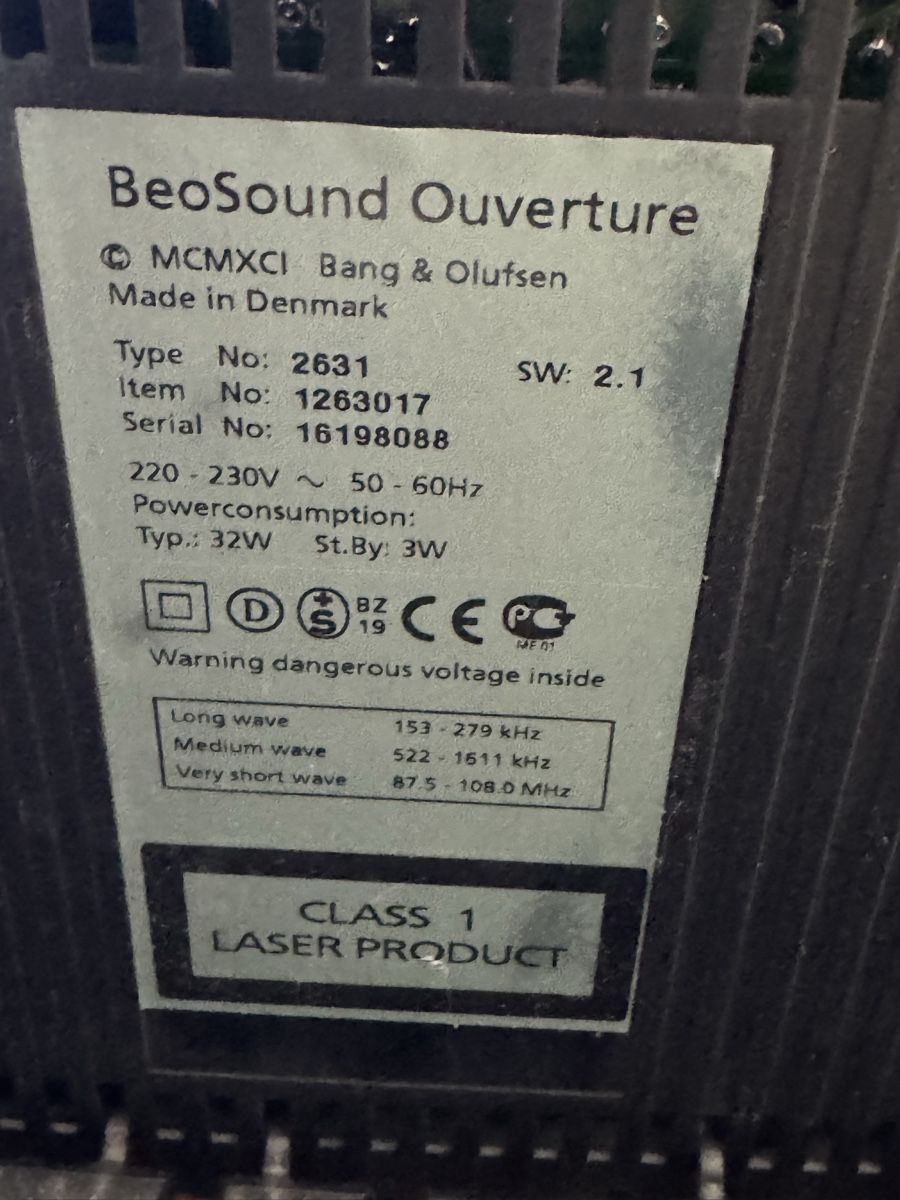 BeoSound Ouverture
© MCMXCI Bang & Olufsen
Made in Denmark
Type No: 2631 SW: 2.1
Item No: 1263017
Serial No: 16198088
220 - 230V ~ 50 - 60Hz
Powerconsumption:
Typ.: 32W St.By: 3W
D +S BZ 19 CE PC
ME 01
Warning dangerous voltage inside
Long wave 153 - 279 kHz
Medium wave 522 - 1611 kHz
Very short wave 87.5 - 108.0 MHz
CLASS 1
LASER PRODUCT